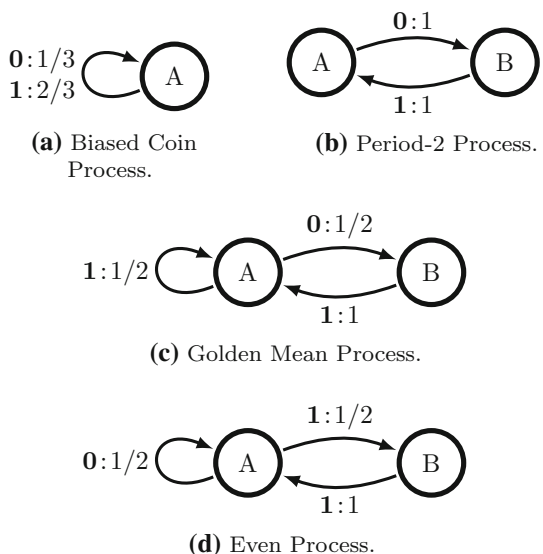 0:1/3
1:2/3
A
(a) Biased Coin
Process.
0:1
A
B
1:1
(b) Period-2 Process.
0:1/2
1:1/2
A
B
1:1
(c) Golden Mean Process.
1:1/2
0:1/2
A
B
1:1
(d) Even Process.